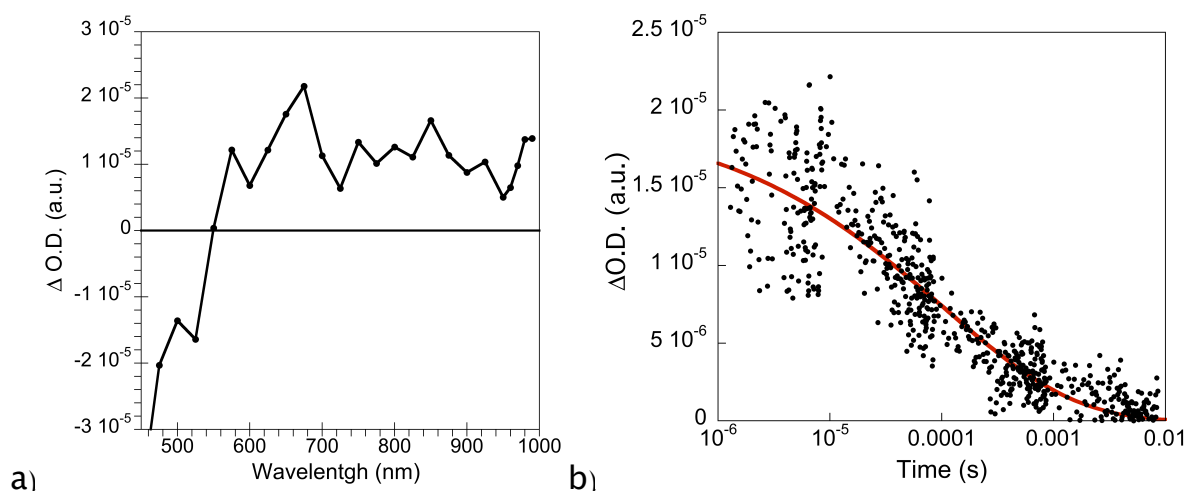 3 10-5
2 10-5
1 10-5
0
-1 10-5
-2 10-5
-3 10-5
Δ O.D. (a.u.)
500 600 700 800 900 1000
Wavelentgh (nm)
a)
2.5 10-5
2 10-5
1.5 10-5
1 10-5
5 10-6
0
ΔO.D. (a.u.)
10-6 10-5 0.0001 0.001 0.01
Time (s)
b)